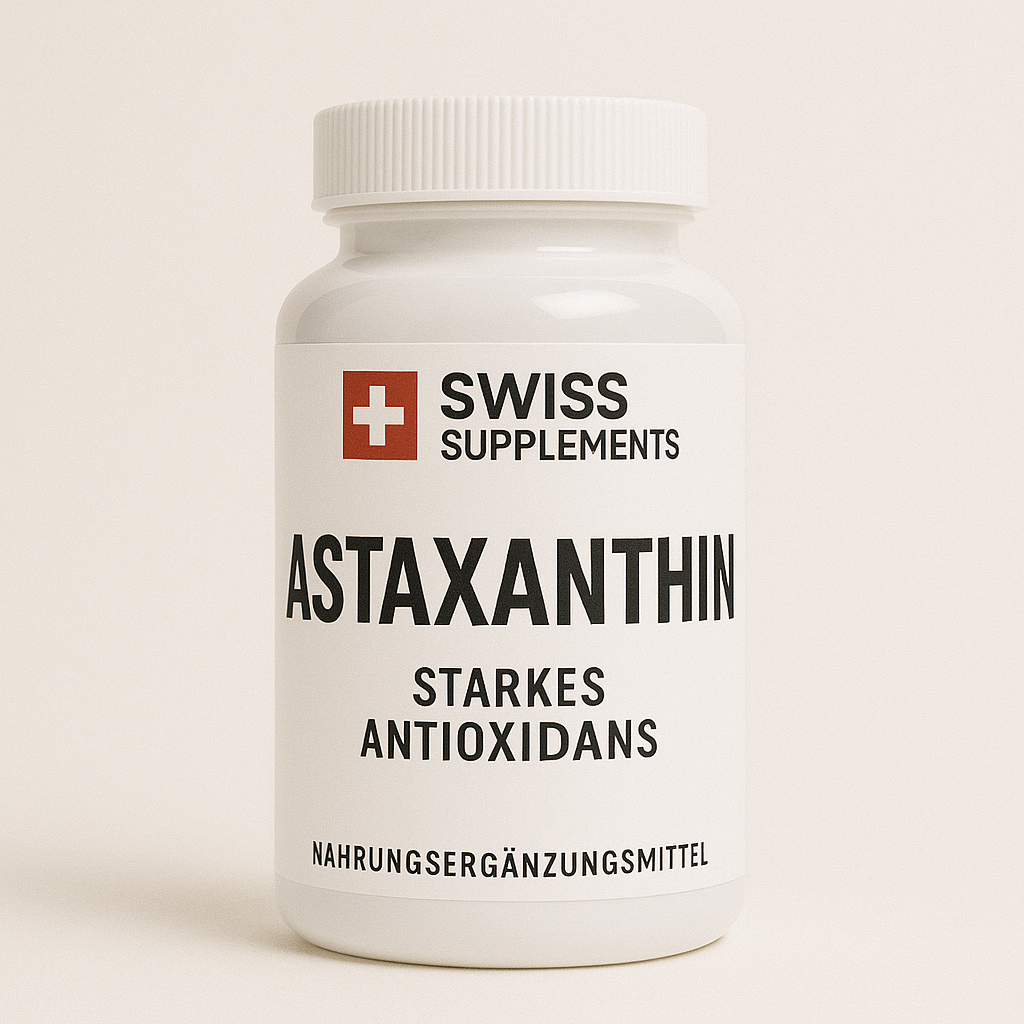 SWISS
SUPPLEMENTS
ASTAXANTHIN
STARKES
ANTIOXIDANS
NAHRUNGSERGÄNZUNGSMITTEL